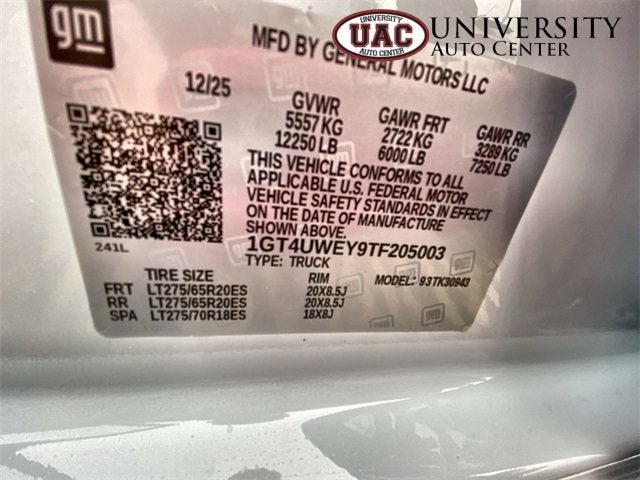 gm
UAC
UNIVERSITY
AUTO CENTER
MFD BY GENERAL MOTORS LLC
12/25
GVWR GAWR FRT GAWR RR
5557 KG 2722 KG 3289 KG
12250 LB 6000 LB 7250 LB
THIS VEHICLE CONFORMS TO ALL
APPLICABLE U.S. FEDERAL MOTOR
VEHICLE SAFETY STANDARDS IN EFFECT
ON THE DATE OF MANUFACTURE
SHOWN ABOVE.
241L
1GT4UWEY9TF205003
TYPE: TRUCK
MODEL: 93TK30943
TIRE SIZE RIM
FRT LT275/65R20ES 20X8.5J
RR LT275/65R20ES 20X8.5J
SPA LT275/70R18ES 18X8J
gm